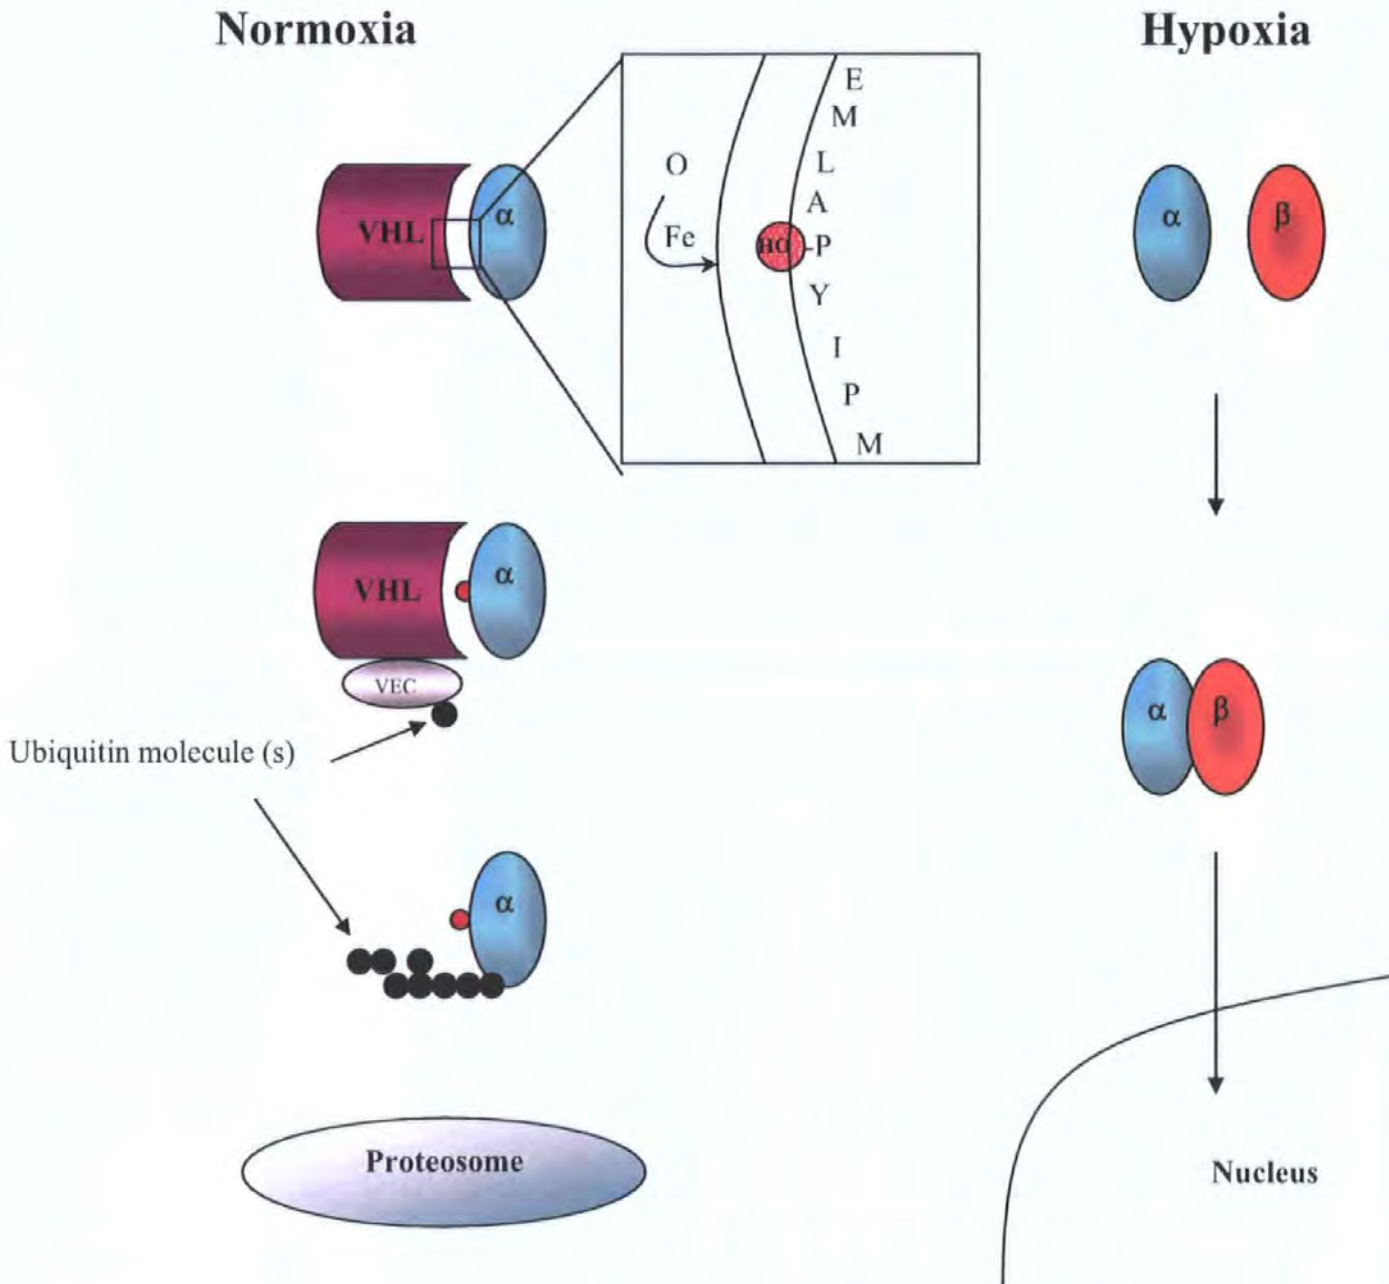 Normoxia
Hypoxia
E
M
O
L
VHL
α
A
α
β
Fe
HO
-P
Y
I
P
M
VHL
α
VEC
α
β
Ubiquitin molecule (s)
α
Proteosome
Nucleus